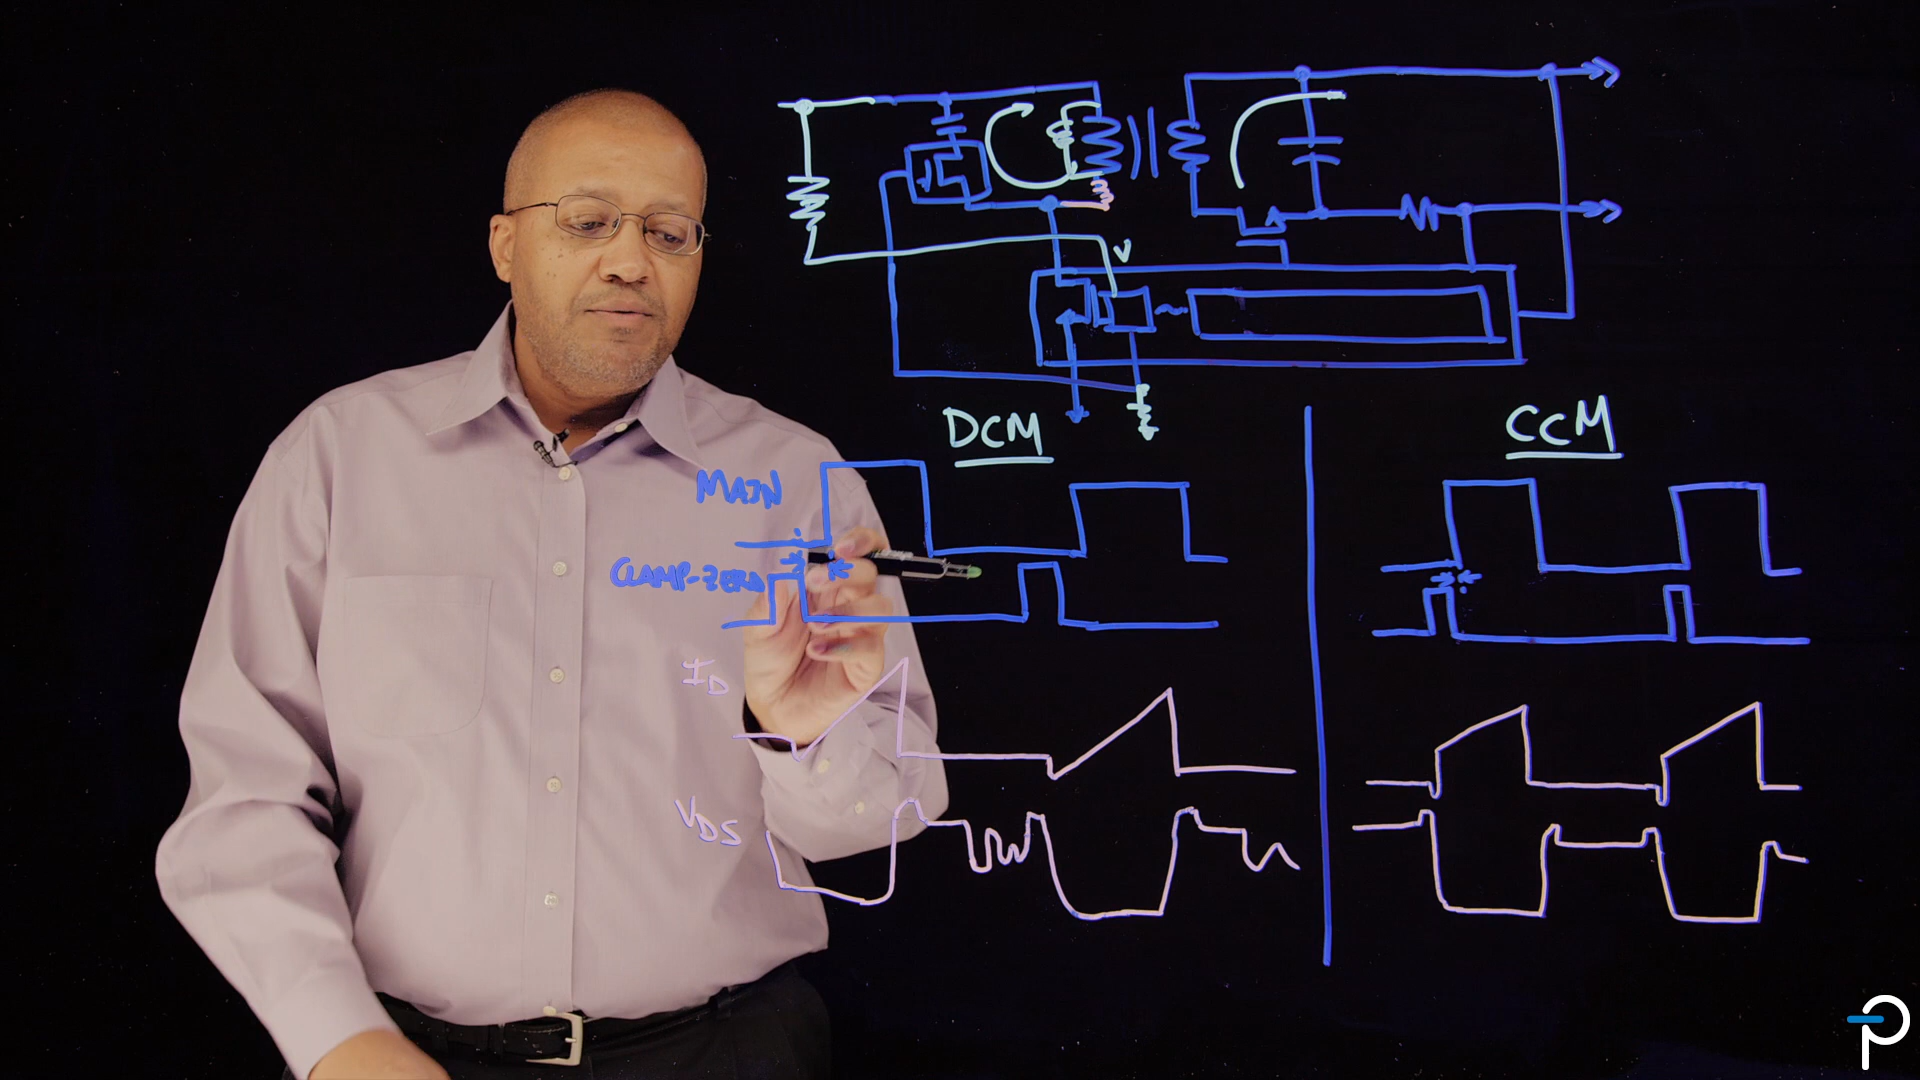 V
DCM
CCM
MAIN
CLAMP-ZERO
ID
VDS